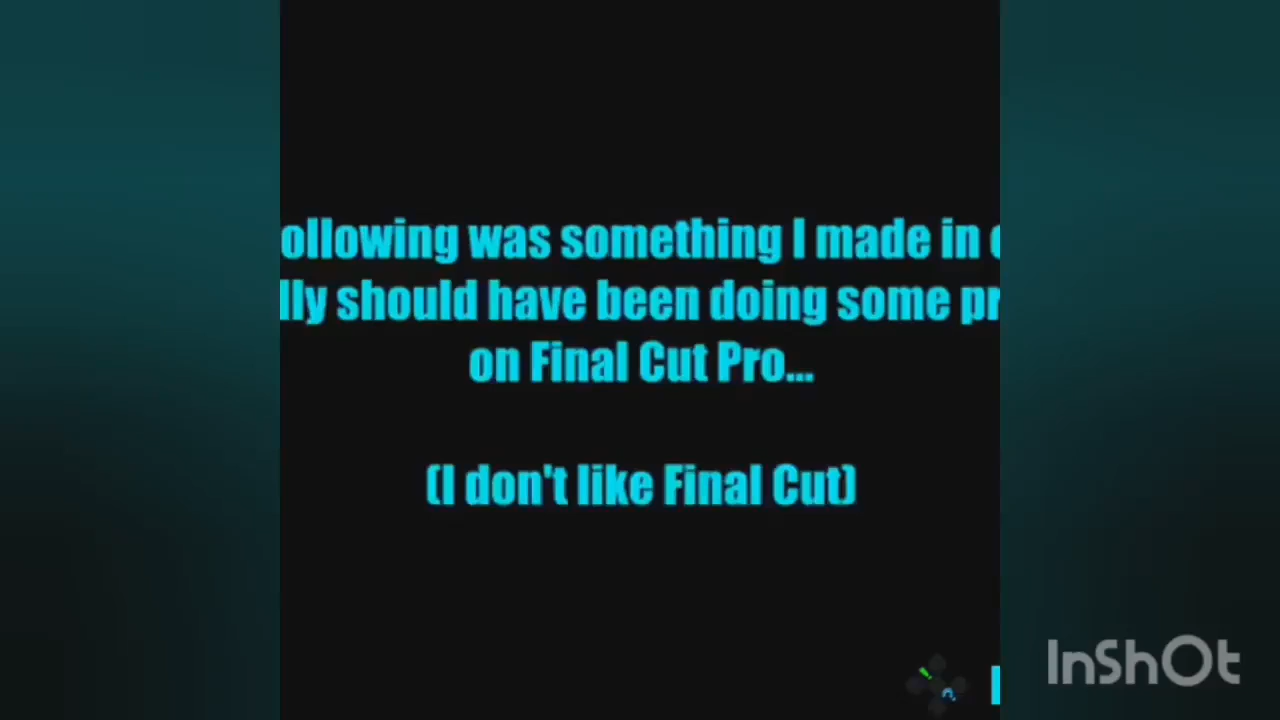 ollowing was something I made in
lly should have been doing some pr
on Final Cut Pro...
(I don't like Final Cut)
InShOt